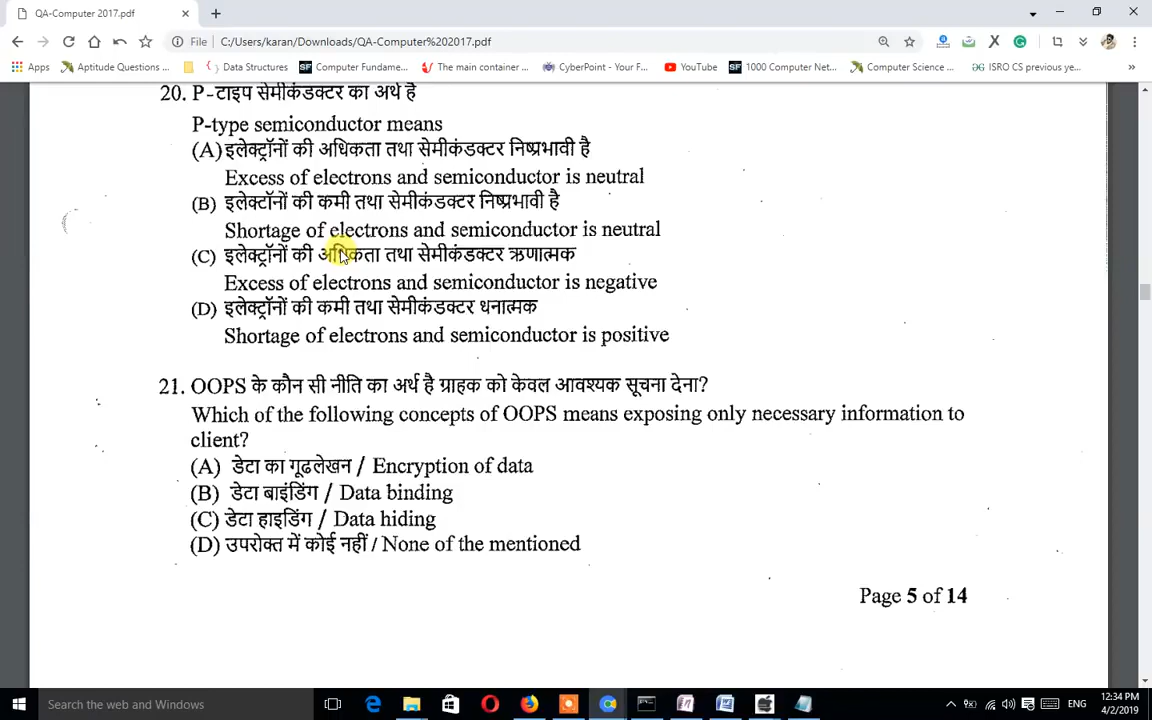 QA-Computer 2017.pdf
File C:/Users/karan/Downloads/QA-Computer%202017.pdf
Apps Aptitude Questions ... Data Structures Computer Fundame... The main container ... CyberPoint - Your F... YouTube 1000 Computer Net... Computer Science ... ISRO CS previous ye...
20. P-टाइप सेमीकंडक्टर का अर्थ है
P-type semiconductor means
(A) इलेक्ट्रॉनों की अधिकता तथा सेमीकंडक्टर निष्प्रभावी है
Excess of electrons and semiconductor is neutral
(B) इलेक्टॉनों की कमी तथा सेमीकंडक्टर निष्प्रभावी है
Shortage of electrons and semiconductor is neutral
(C) इलेक्ट्रॉनों की अधिकता तथा सेमीकंडक्टर ऋणात्मक
Excess of electrons and semiconductor is negative
(D) इलेक्ट्रॉनों की कमी तथा सेमीकंडक्टर धनात्मक
Shortage of electrons and semiconductor is positive
21. OOPS के कौन सी नीति का अर्थ है ग्राहक को केवल आवश्यक सूचना देना?
Which of the following concepts of OOPS means exposing only necessary information to
client?
(A) डेटा का गूढलेखन / Encryption of data
(B) डेटा बाइंडिंग / Data binding
(C) डेटा हाइडिंग / Data hiding
(D) उपरोक्त में कोई नहीं / None of the mentioned
Page 5 of 14
Search the web and Windows
ENG
12:34 PM
4/2/2019